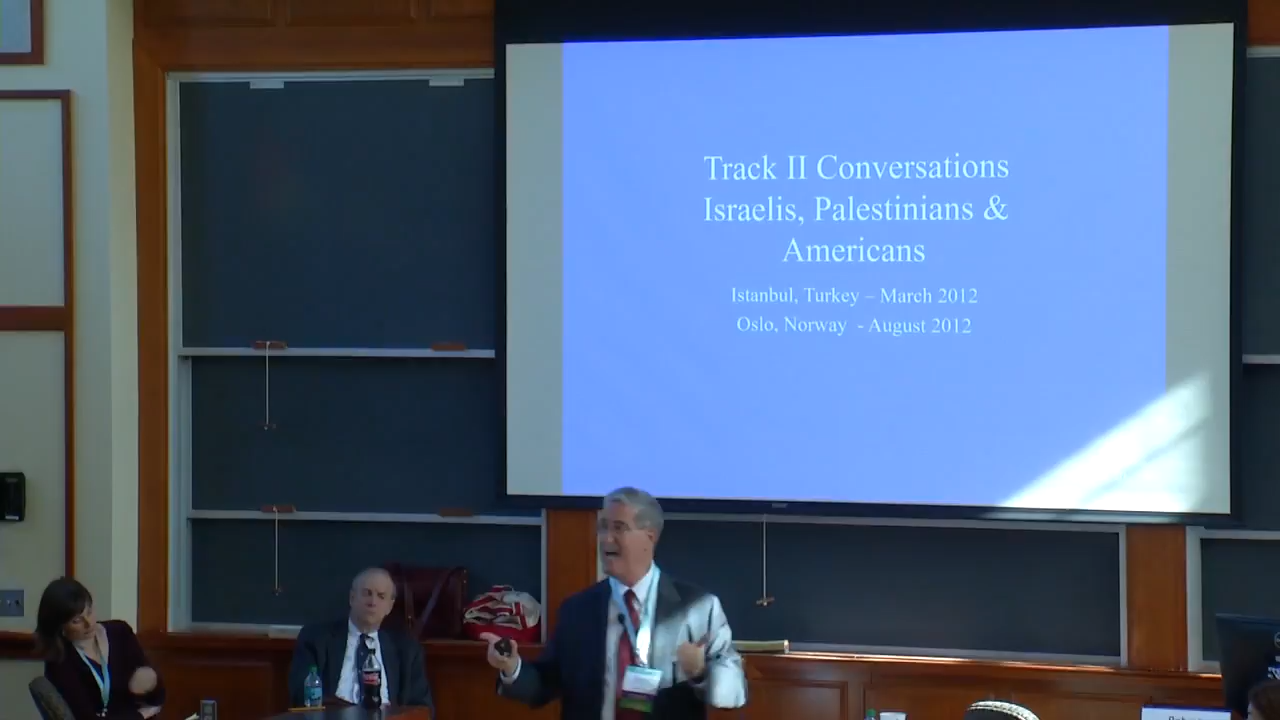 Track II Conversations
Israelis, Palestinians &
Americans
Istanbul, Turkey – March 2012
Oslo, Norway - August 2012